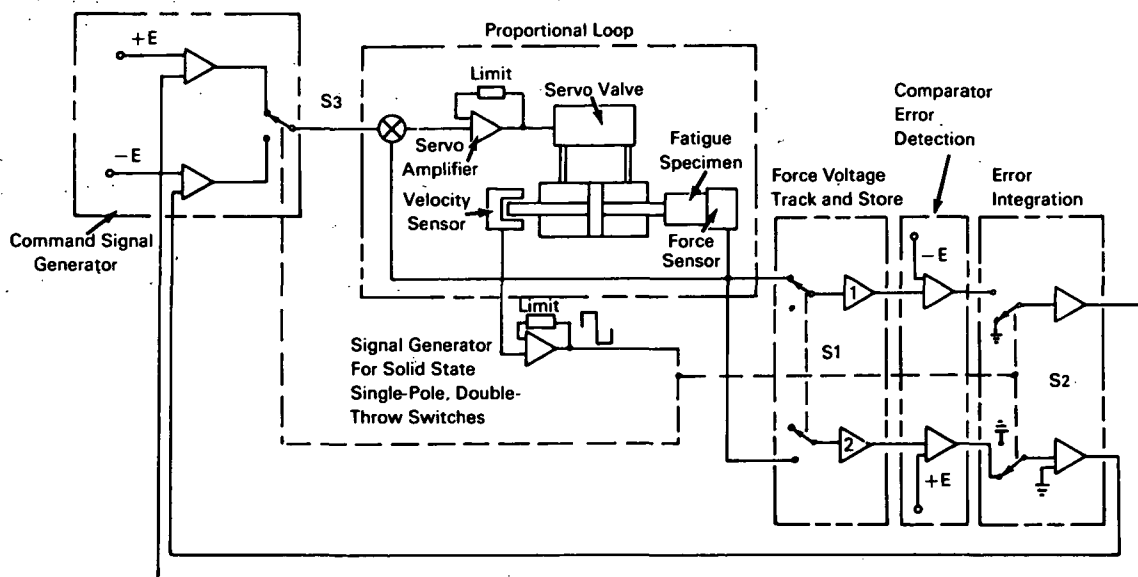 +E
−E
Command Signal
Generator
S3
Proportional Loop
Limit
Servo
Amplifier
Servo Valve
Velocity
Sensor
Fatigue
Specimen
Force
Sensor
Limit
Signal Generator
For Solid State
Single-Pole, Double-
Throw Switches
Comparator
Error
Detection
Force Voltage
Track and Store
Error
Integration
−E
1
S1
S2
2
+E